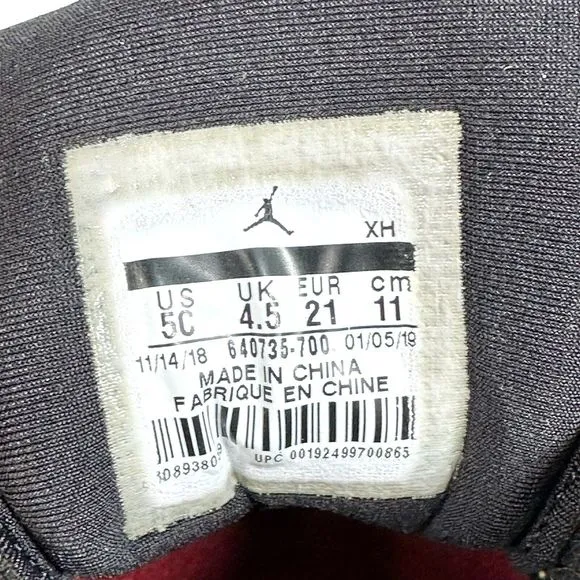 XH
US UK EUR cm
5C 4.5 21 11
11/14/18 640735-700 01/05/19
MADE IN CHINA
FABRIQUE EN CHINE
UPC 00192499700865